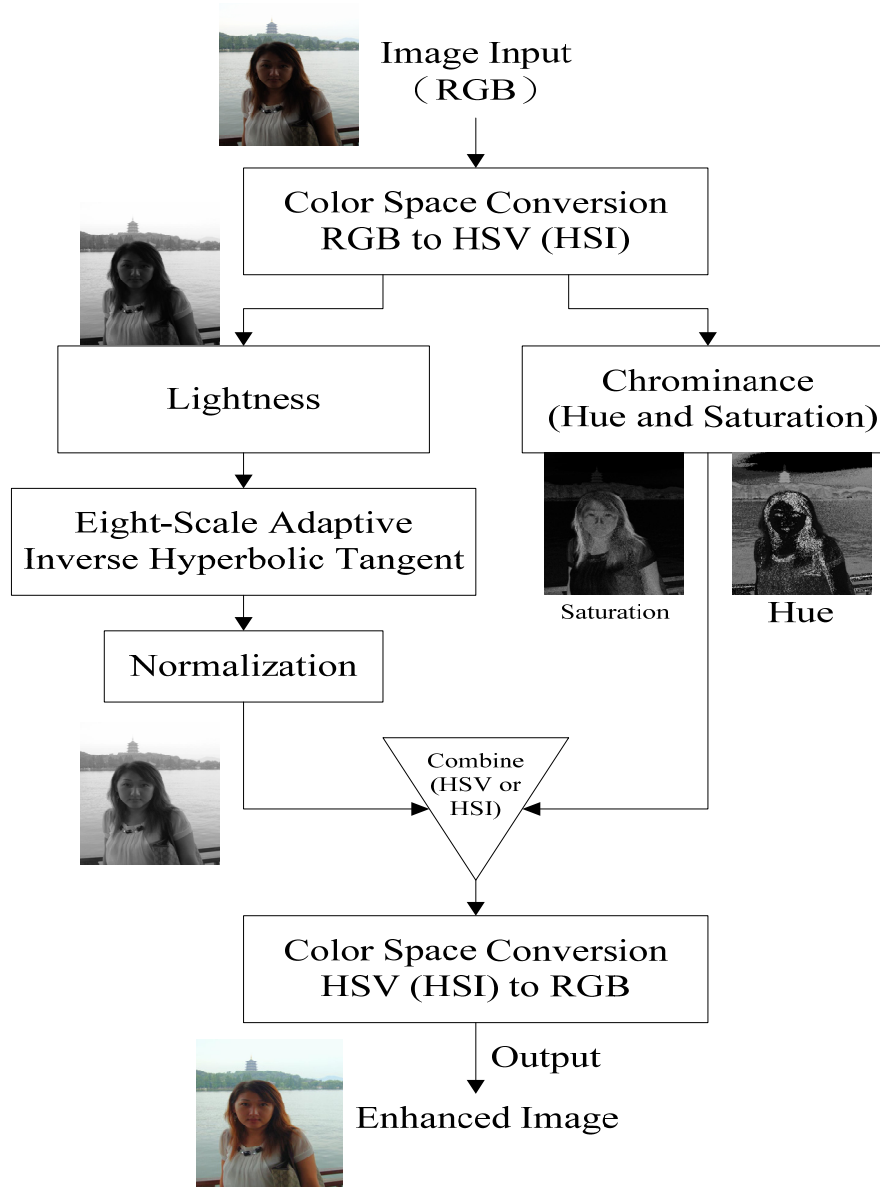 Image Input
（RGB）
Color Space Conversion
RGB to HSV (HSI)
Lightness
Chrominance
(Hue and Saturation)
Eight-Scale Adaptive
Inverse Hyperbolic Tangent
Saturation
Hue
Normalization
Combine
(HSV or
HSI)
Color Space Conversion
HSV (HSI) to RGB
Output
Enhanced Image